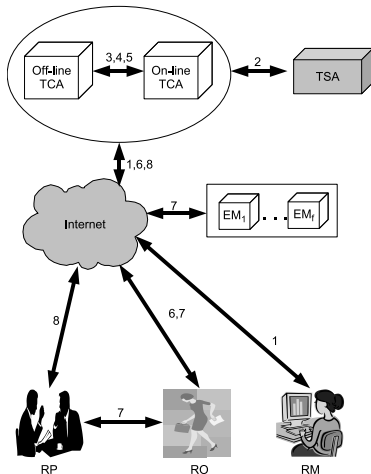 Off-line
TCA
3,4,5
On-line
TCA
2
TSA
1,6,8
Internet
7
EM1
. . .
EMf
8
6,7
1
7
RP
RO
RM